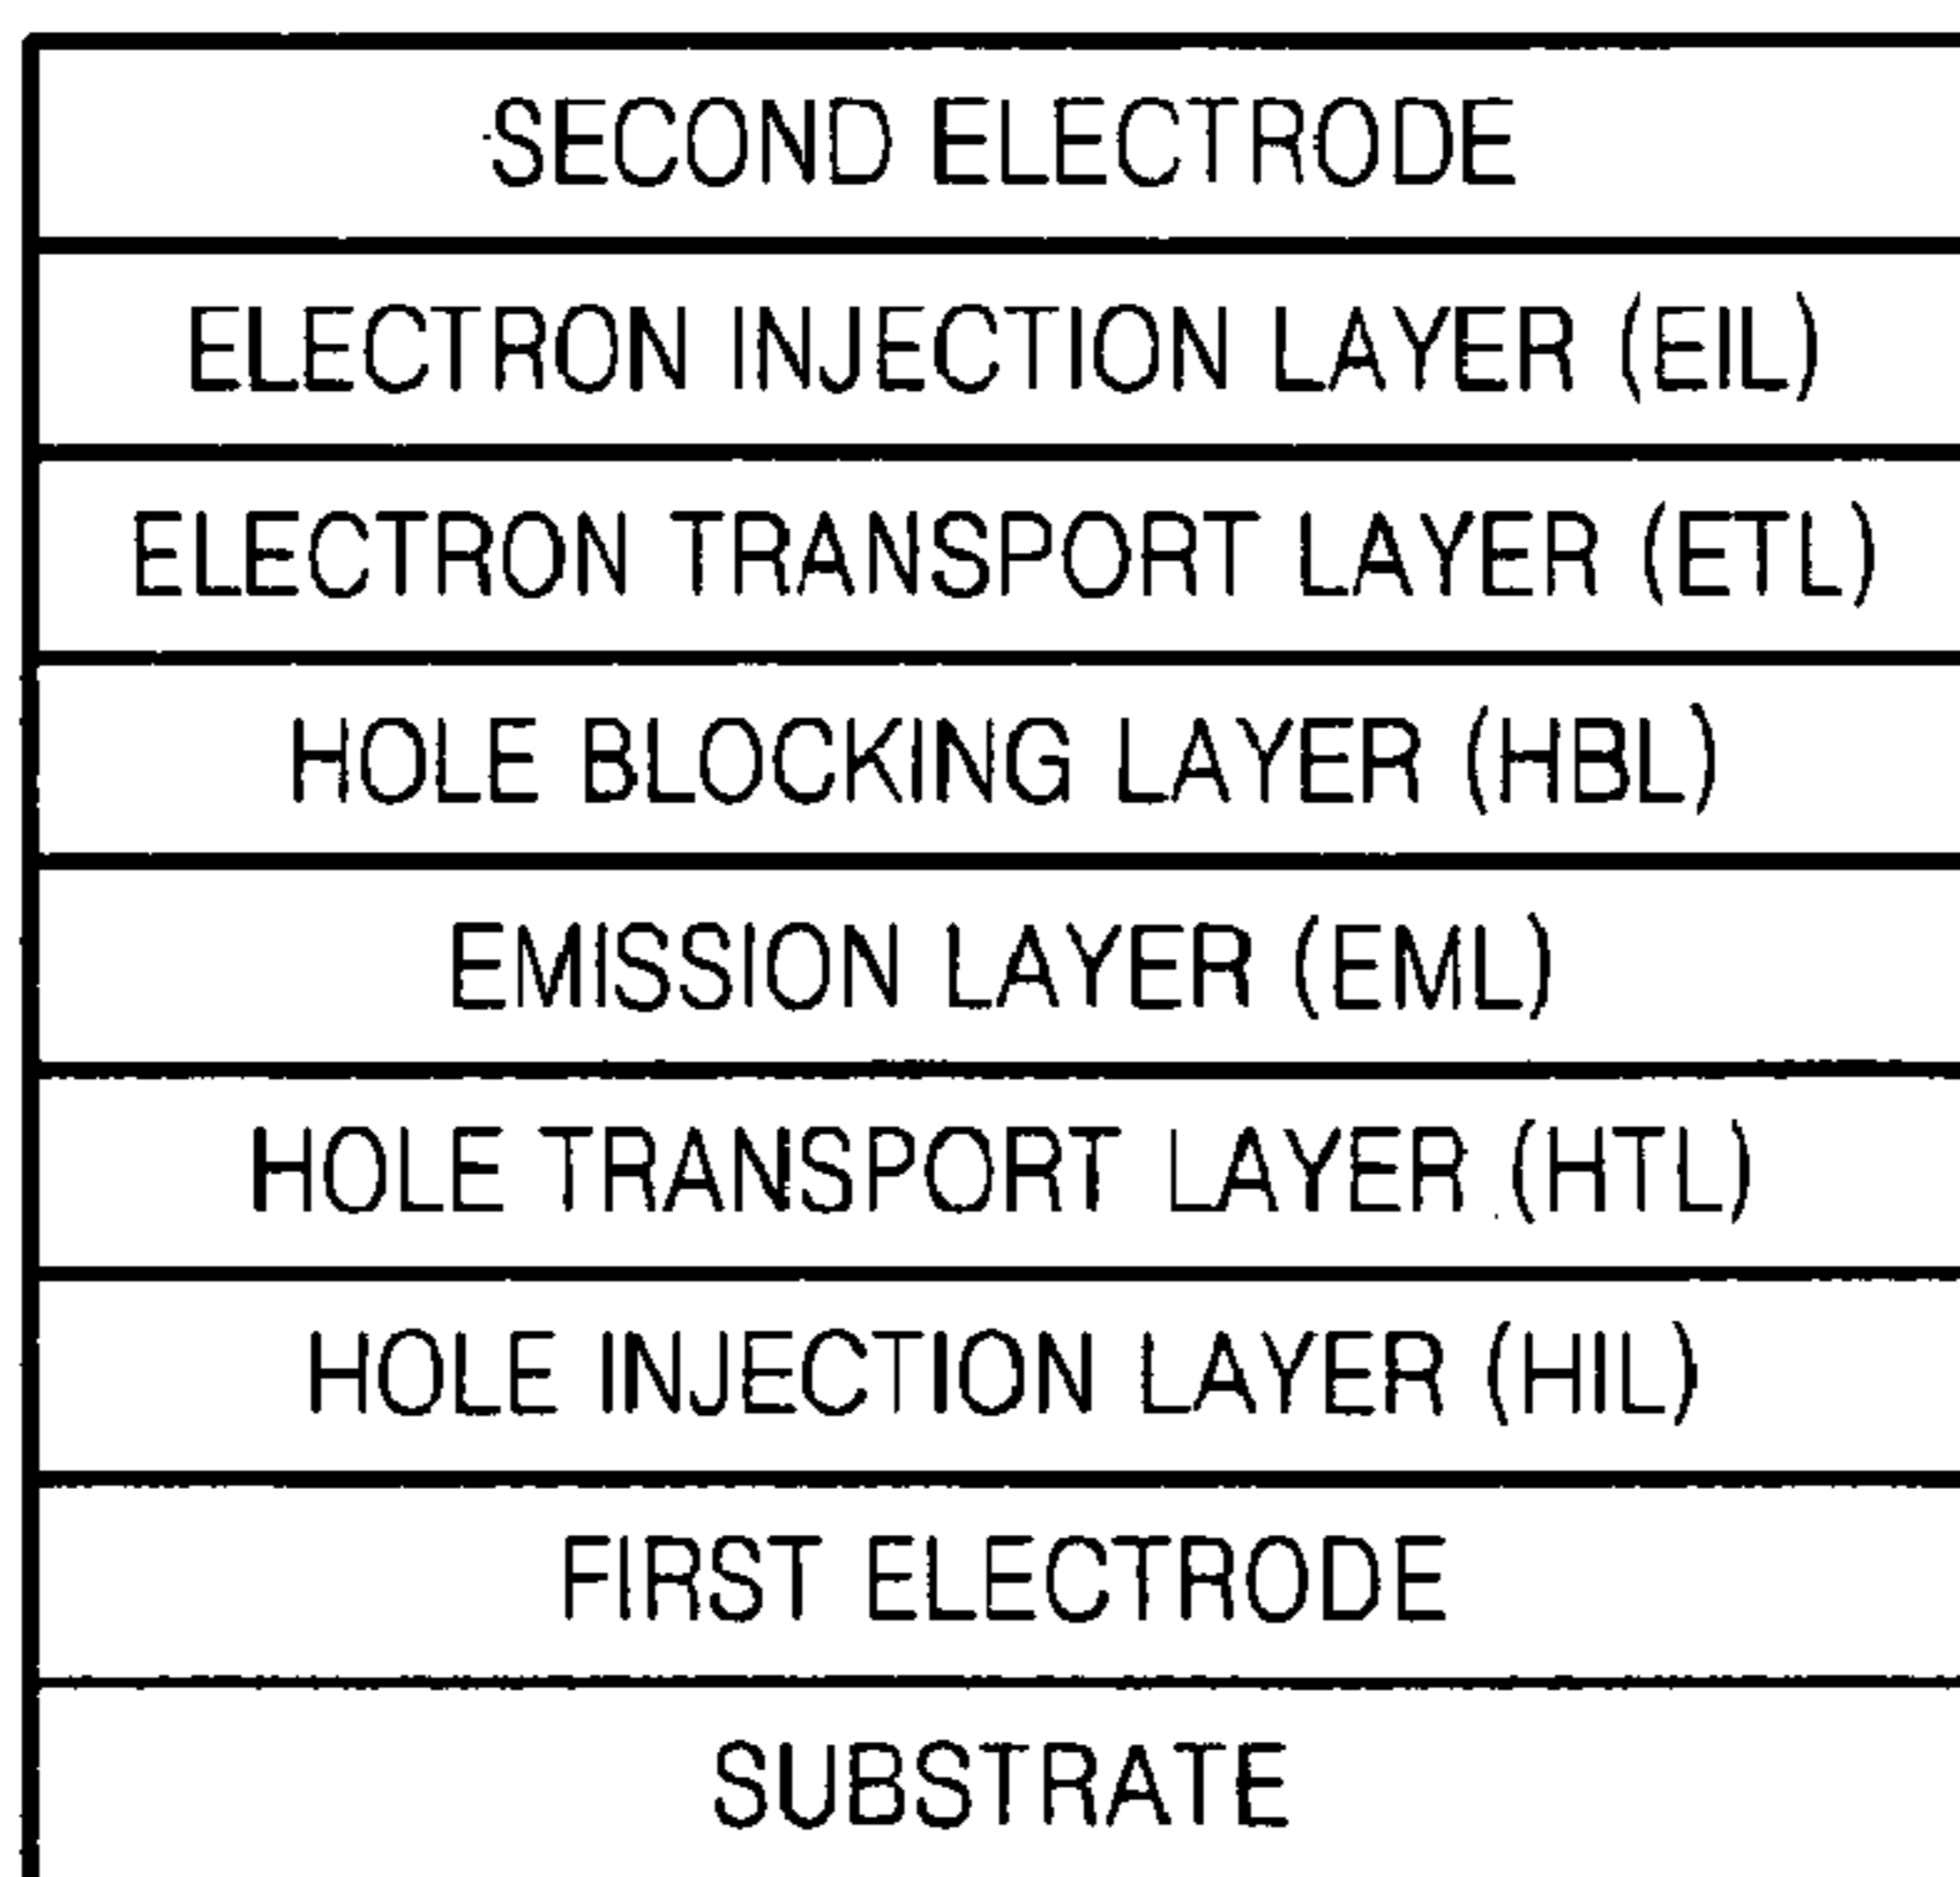 SECOND ELECTRODE
ELECTRON INJECTION LAYER (EIL)
ELECTRON TRANSPORT LAYER (ETL)
HOLE BLOCKING LAYER (HBL)
EMISSION LAYER (EML)
HOLE TRANSPORT LAYER (HTL)
HOLE INJECTION LAYER (HIL)
FIRST ELECTRODE
SUBSTRATE